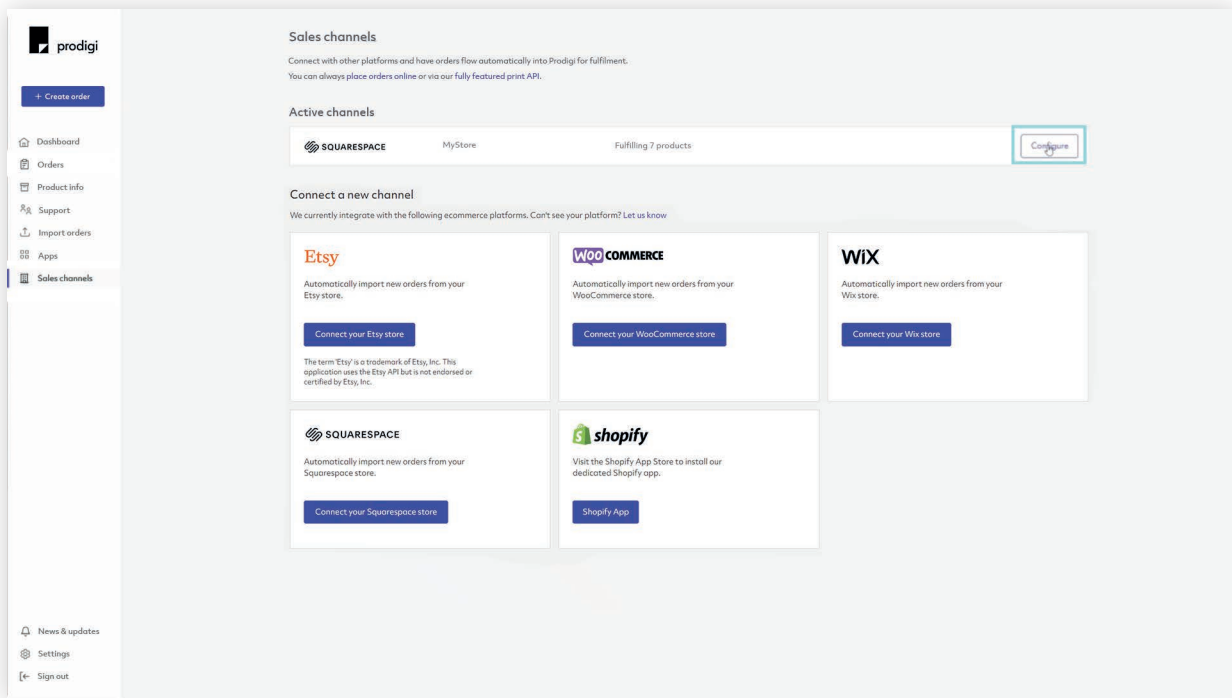 prodigi
+ Create order
Dashboard
Orders
Product info
Support
Import orders
Apps
Sales channels
News & updates
Settings
Sign out
Sales channels
Connect with other platforms and have orders flow automatically into Prodigi for fulfilment.
You can always place orders online or via our fully featured print API.
Active channels
SQUARESPACE MyStore Fulfilling 7 products Configure
Connect a new channel
We currently integrate with the following ecommerce platforms. Can't see your platform? Let us know
Etsy
Automatically import new orders from your
Etsy store.
Connect your Etsy store
The term 'Etsy' is a trademark of Etsy, Inc. This
application uses the Etsy API but is not endorsed or
certified by Etsy, Inc.
WOO COMMERCE
Automatically import new orders from your
WooCommerce store.
Connect your WooCommerce store
WiX
Automatically import new orders from your
Wix store.
Connect your Wix store
SQUARESPACE
Automatically import new orders from your
Squarespace store.
Connect your Squarespace store
shopify
Visit the Shopify App Store to install our
dedicated Shopify app.
Shopify App